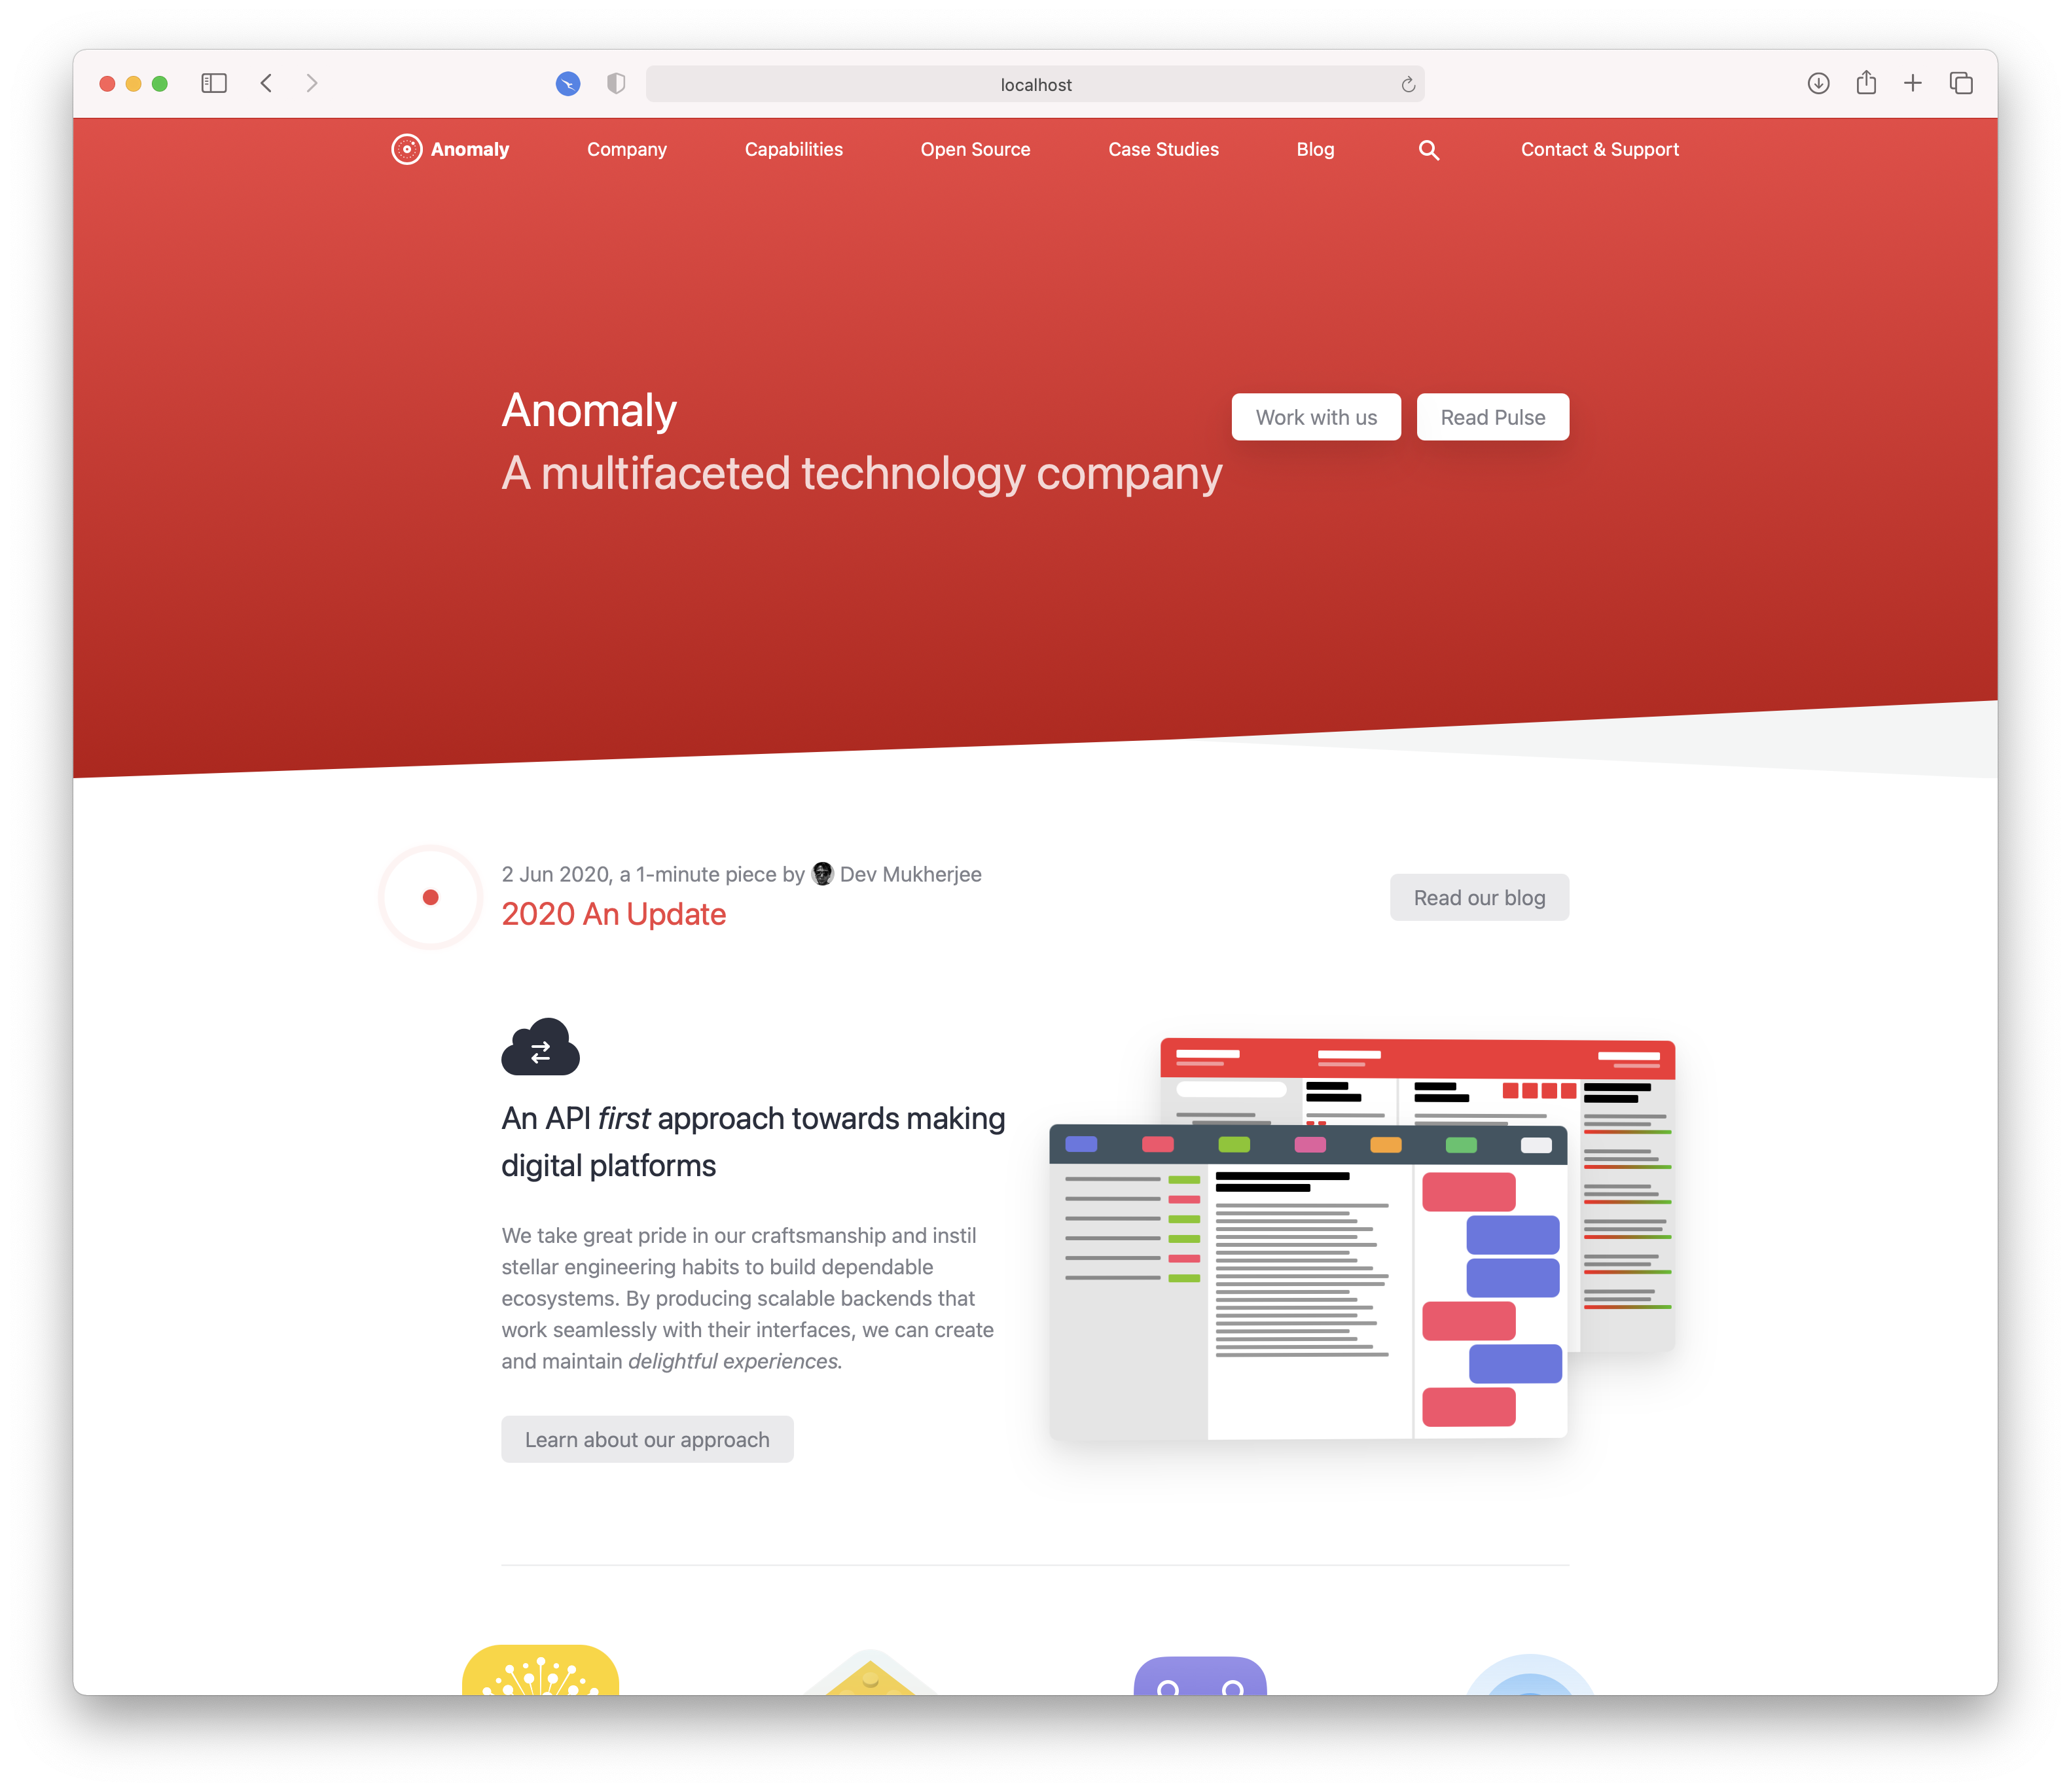 localhost
Anomaly Company Capabilities Open Source Case Studies Blog Contact & Support
Anomaly
A multifaceted technology company
Work with us Read Pulse
2 Jun 2020, a 1-minute piece by Dev Mukherjee
2020 An Update
Read our blog
An API first approach towards making
digital platforms
We take great pride in our craftsmanship and instil
stellar engineering habits to build dependable
ecosystems. By producing scalable backends that
work seamlessly with their interfaces, we can create
and maintain delightful experiences.
Learn about our approach